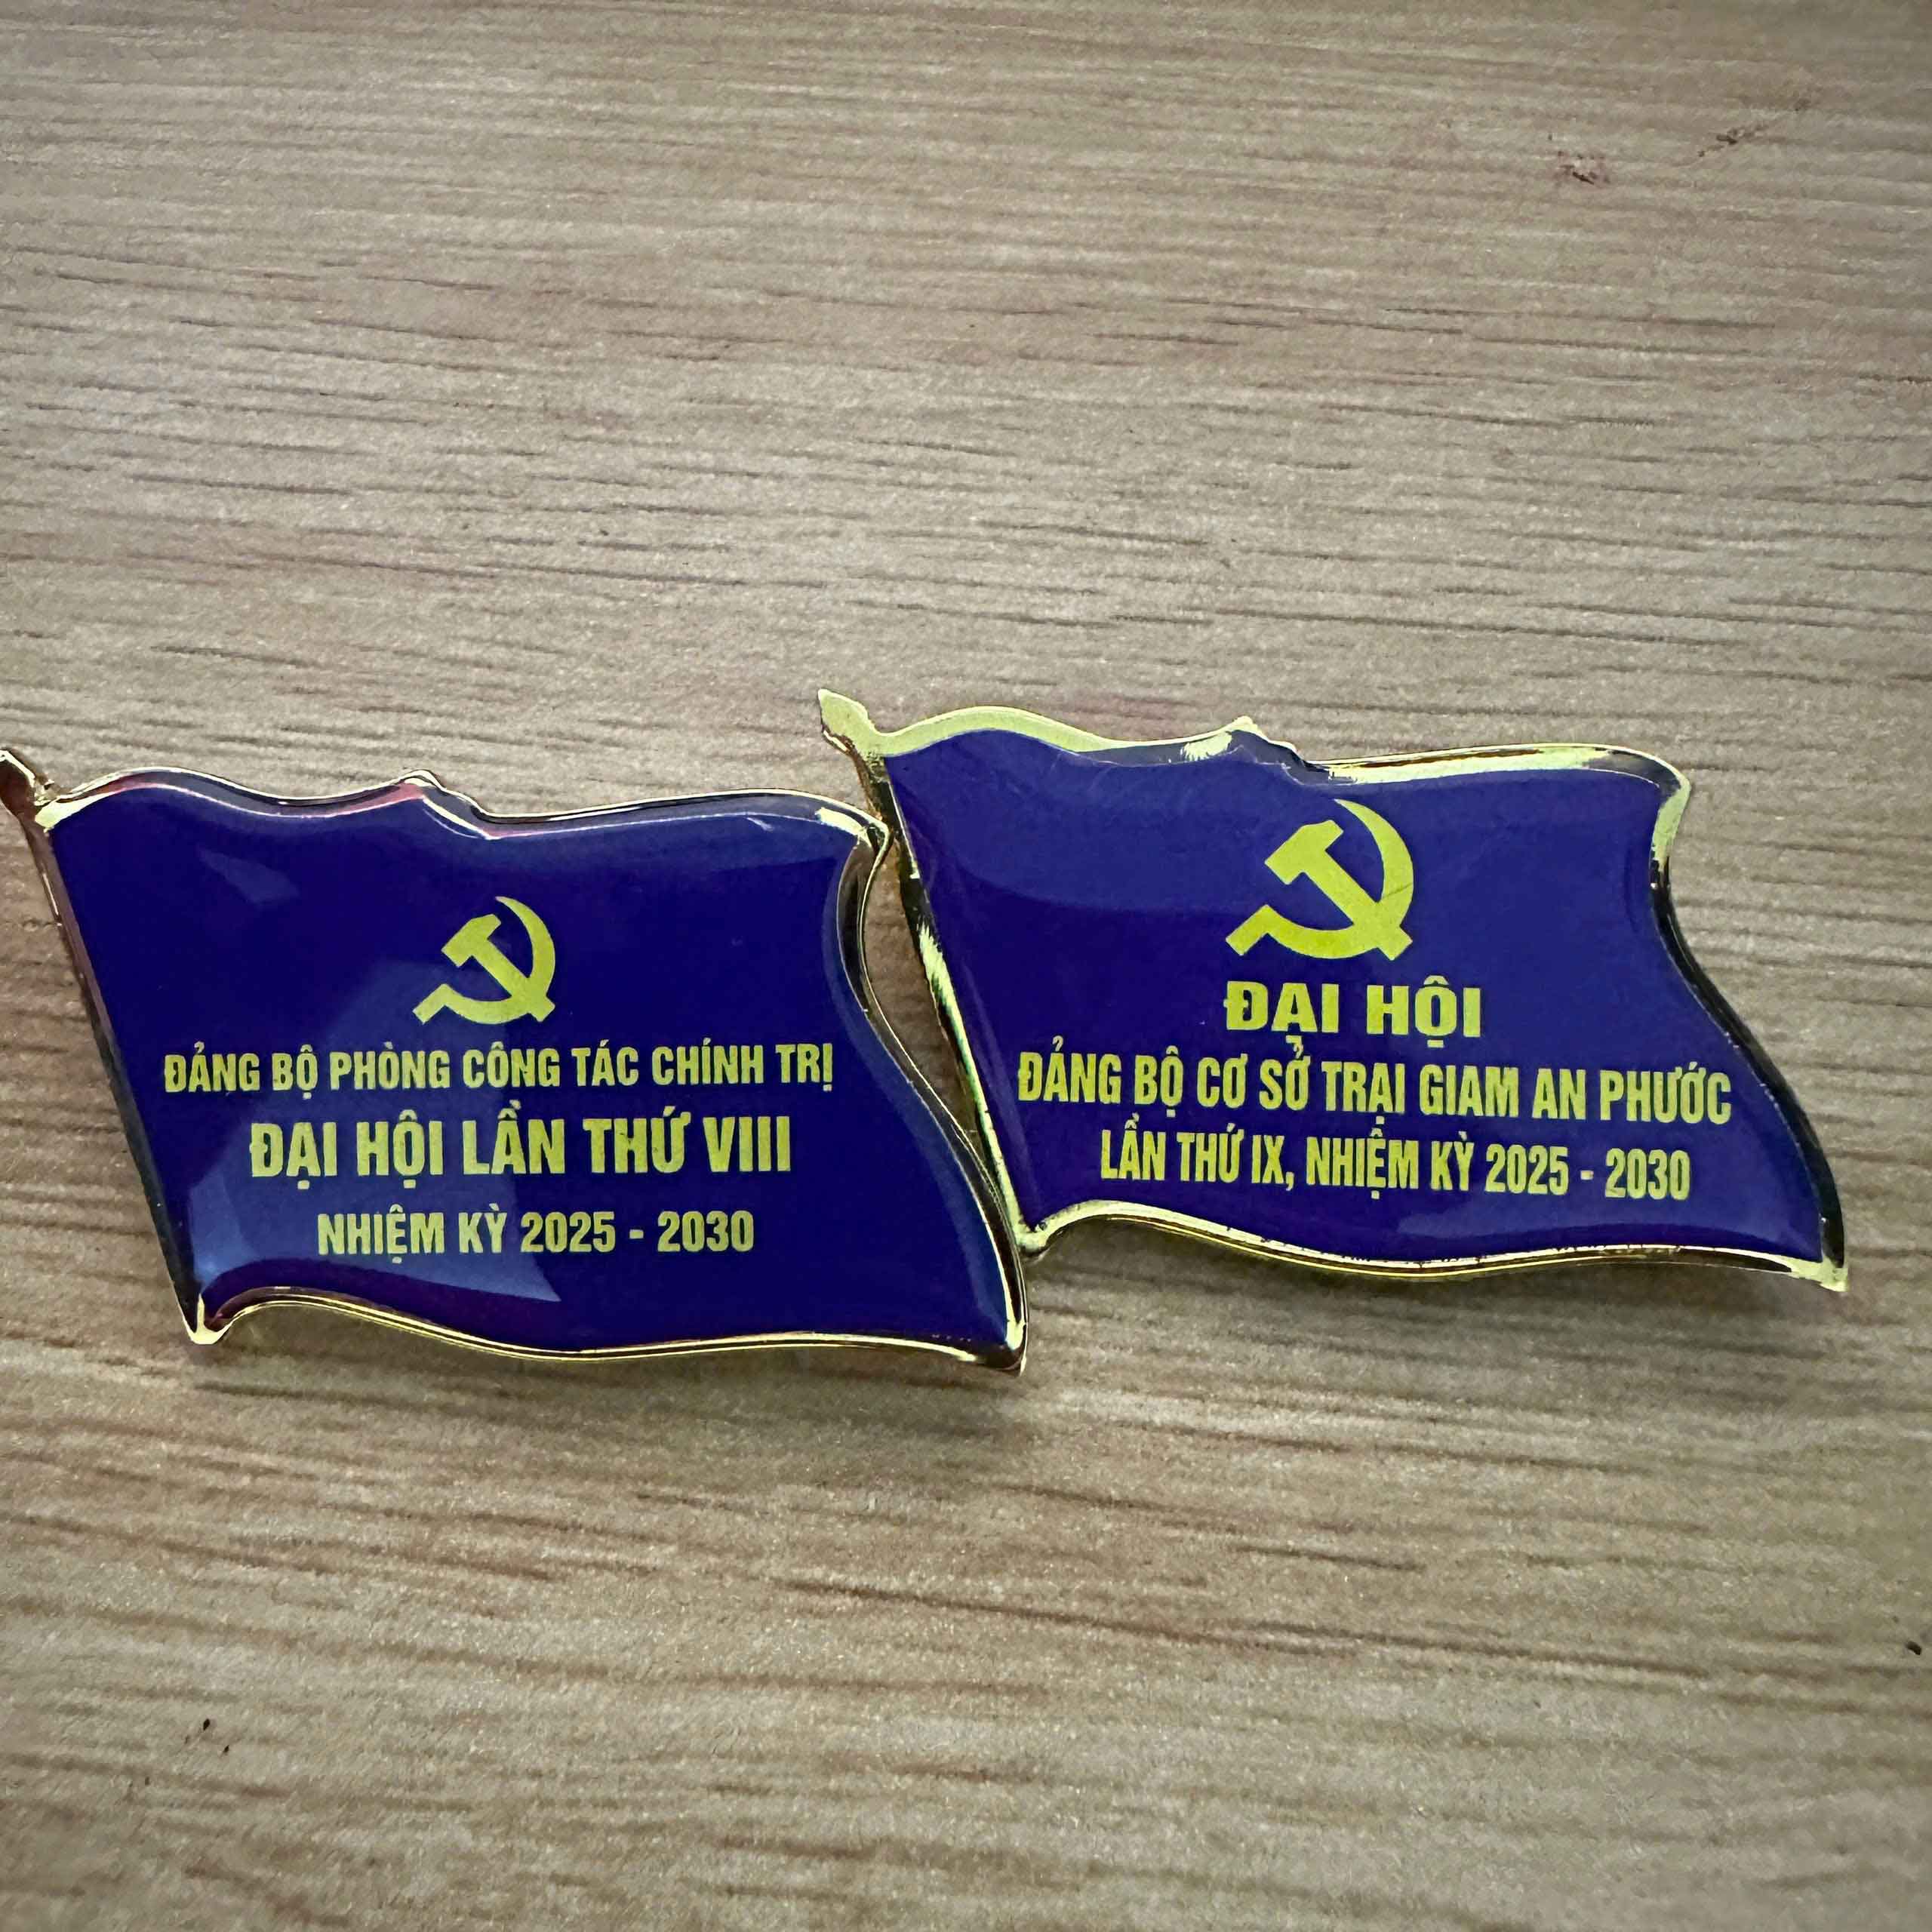 ĐẢNG BỘ PHÒNG CÔNG TÁC CHÍNH TRỊ
ĐẠI HỘI LẦN THỨ VIII
NHIỆM KỲ 2025 - 2030
ĐẠI HỘI
ĐẢNG BỘ CƠ SỞ TRẠI GIAM AN PHƯỚC
LẦN THỨ IX, NHIỆM KỲ 2025 - 2030